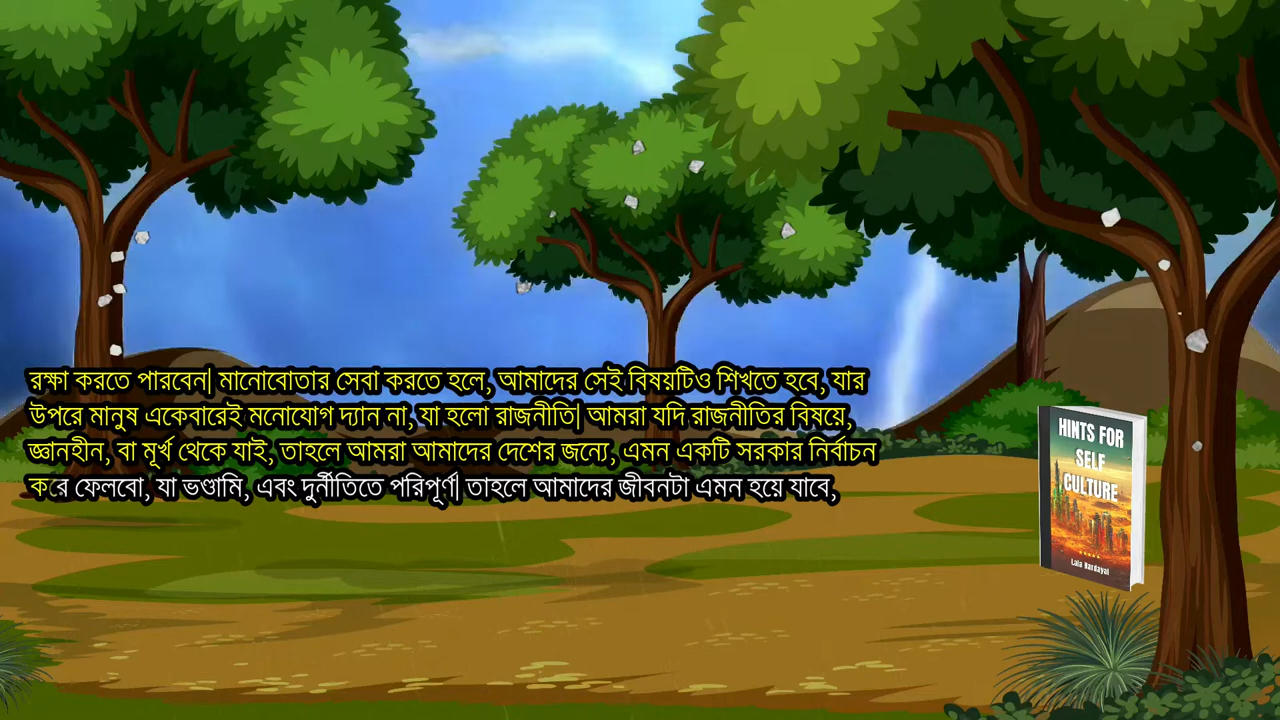 রক্ষা করতে পারবেন| মানোবোতার সেবা করতে হলে, আমাদের সেই বিষয়টিও শিখতে হবে, যার
উপরে মানুষ একেবারেই মনোযোগ দ্যান না, যা হলো রাজনীতি| আমরা যদি রাজনীতির বিষয়ে,
জ্ঞানহীন, বা মূর্খ থেকে যাই, তাহলে আমরা আমাদের দেশের জন্যে, এমন একটি সরকার নির্বাচন
করে ফেলবো, যা ভণ্ডামি, এবং দুর্নীতিতে পরিপূর্ণ| তাহলে আমাদের জীবনটা এমন হয়ে যাবে,
HINTS FOR
SELF
CULTURE
Lala Hardayal